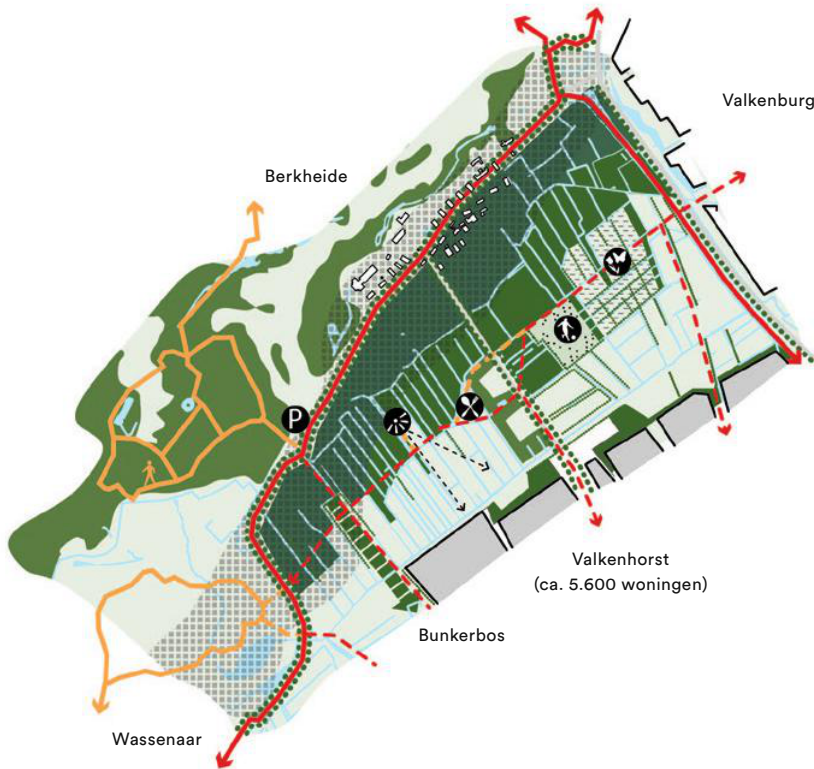 Valkenburg
Berkheide
P
Valkenhorst
(ca. 5.600 woningen)
Bunkerbos
Wassenaar